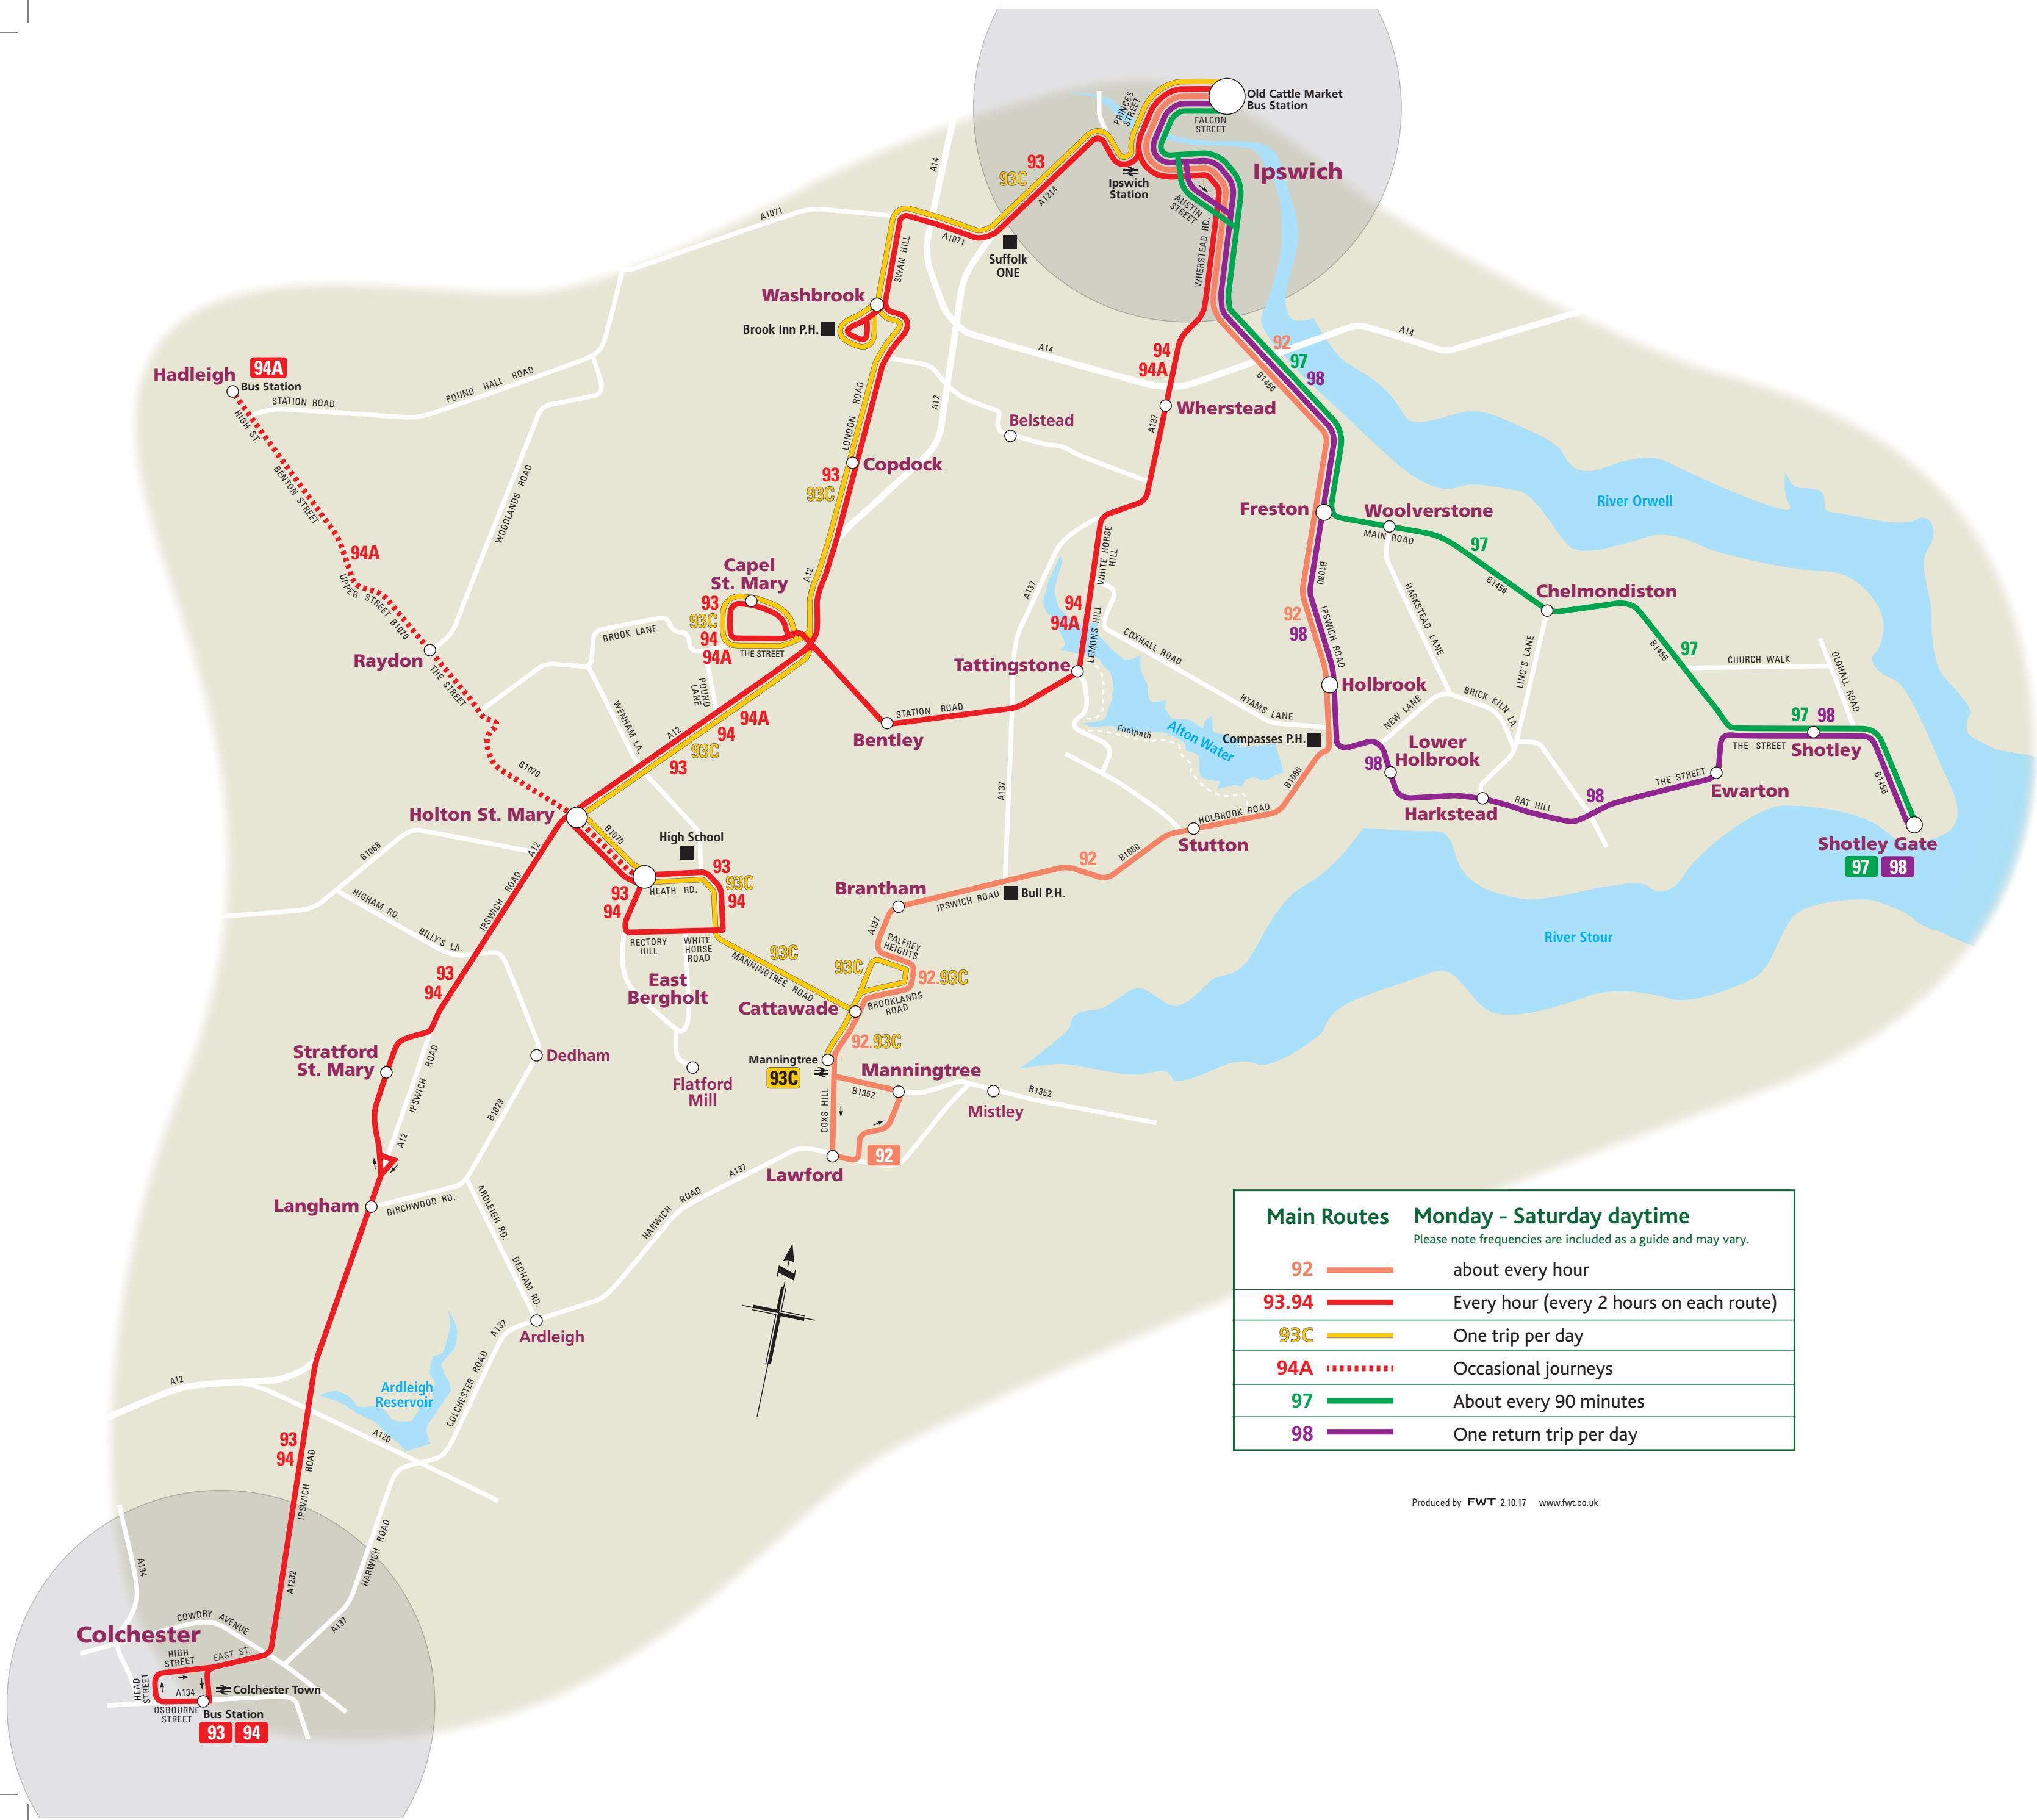 Old Cattle Market
Bus Station
PRINCES
STREET
FALCON
STREET
Ipswich
93
93C
A1214
Ipswich
Station
AUSTIN
STREET
WHERSTEAD RD.
A14
A1071
A1071
SWAN HILL
Suffolk
ONE
Washbrook
Brook Inn P.H.
A14
A14
92
97
98
B1456
94
94A
Wherstead
A137
94A
Hadleigh
Bus Station
STATION ROAD
POUND HALL ROAD
HIGH ST.
BENTON STREET
WOODLANDS ROAD
LONDON ROAD
A12
Belstead
93
93C
Copdock
River Orwell
Freston
Woolverstone
MAIN ROAD
97
B1456
94A
UPPER STREET B1070
Raydon
THE STREET
Capel
St. Mary
A12
93
93C
94
94A
THE STREET
BROOK LANE
POUND
LANE
WENHAM LA.
A137
WHITE HORSE
HILL
94
94A
LEMONS HILL
COXHALL ROAD
Tattingstone
B1080
92
98
IPSWICH ROAD
HARKSTEAD LANE
Chelmondiston
LING'S LANE
B1456
97
CHURCH WALK
OLDHALL ROAD
Holbrook
HYAMS LANE
NEW LANE
BRICK KILN LA.
Compasses P.H.
Alton Water
Footpath
STATION ROAD
Bentley
A12
94A
94
93C
93
98
Lower
Holbrook
97 98
THE STREET
Shotley
B1456
THE STREET
Ewarton
98
RAT HILL
Harkstead
Shotley Gate
97 98
B1070
Holton St. Mary
B1070
High School
93
93C
94
HEATH RD.
93
94
RECTORY
HILL
WHITE
HORSE
ROAD
East
Bergholt
A137
B1080
HOLBROOK ROAD
Stutton
B1080
92
Bull P.H.
IPSWICH ROAD
Brantham
A137
PALFREY
HEIGHTS
93C
92.93C
BROOKLANDS
ROAD
River Stour
B1068
A12
IPSWICH ROAD
HIGHAM RD.
BILLY'S LA.
93
94
93C
MANNINGTREE ROAD
Cattawade
92.93C
Manningtree
93C
Manningtree
B1352
Mistley
B1352
COXS HILL
92
Lawford
Stratford
St. Mary
IPSWICH ROAD
A12
Dedham
B1029
Flatford
Mill
Langham
BIRCHWOOD RD.
ARDLEIGH RD.
DEDHAM RD.
A137
HARWICH ROAD
Ardleigh
A137
COLCHESTER ROAD
Ardleigh
Reservoir
A12
A120
93
94
IPSWICH ROAD
A1232
HARWICH ROAD
A137
A134
COWDRY AVENUE
Colchester
HIGH
STREET
EAST ST.
HEAD
STREET
A134
OSBOURNE
STREET
Colchester Town
Bus Station
93 94
N
Main Routes Monday - Saturday daytime
Please note frequencies are included as a guide and may vary.
92 about every hour
93.94 Every hour (every 2 hours on each route)
93C One trip per day
94A Occasional journeys
97 About every 90 minutes
98 One return trip per day
Produced by FWT 2.10.17 www.fwt.co.uk